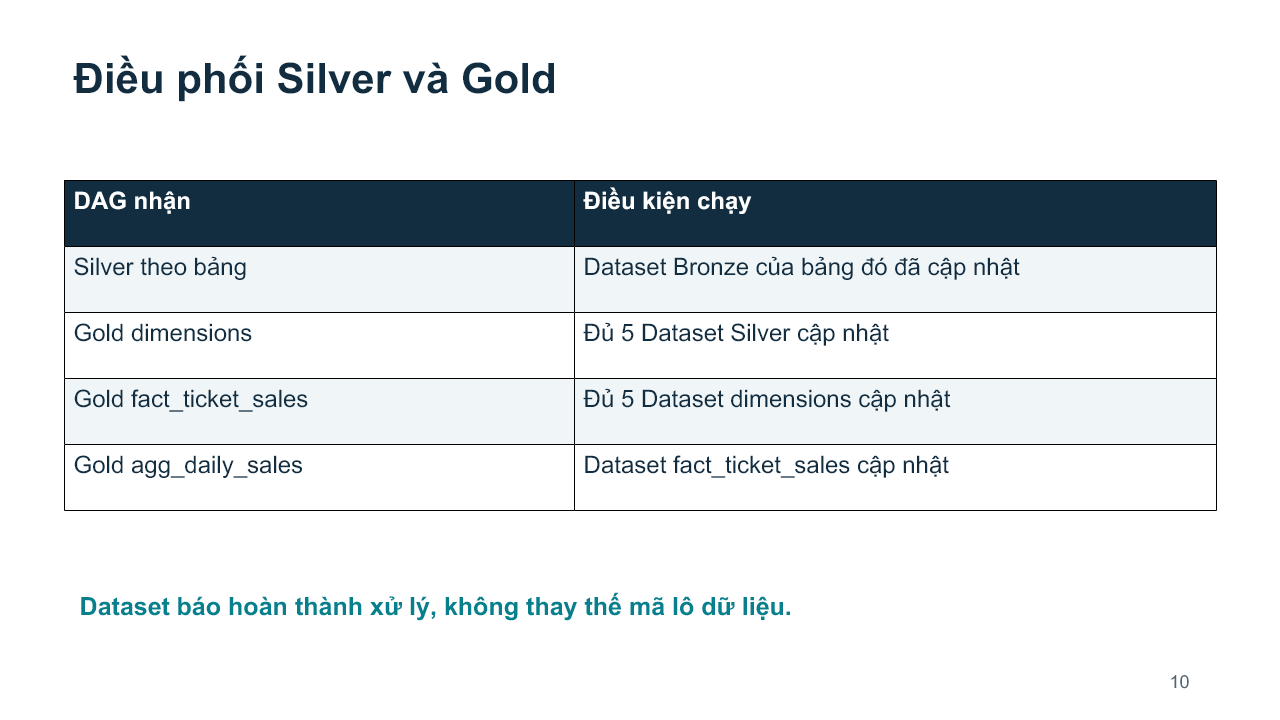 Điều phối Silver và Gold
DAG nhận
Điều kiện chạy
Silver theo bảng
Dataset Bronze của bảng đó đã cập nhật
Gold dimensions
Đủ 5 Dataset Silver cập nhật
Gold fact_ticket_sales
Đủ 5 Dataset dimensions cập nhật
Gold agg_daily_sales
Dataset fact_ticket_sales cập nhật
Dataset báo hoàn thành xử lý, không thay thế mã lô dữ liệu.
10